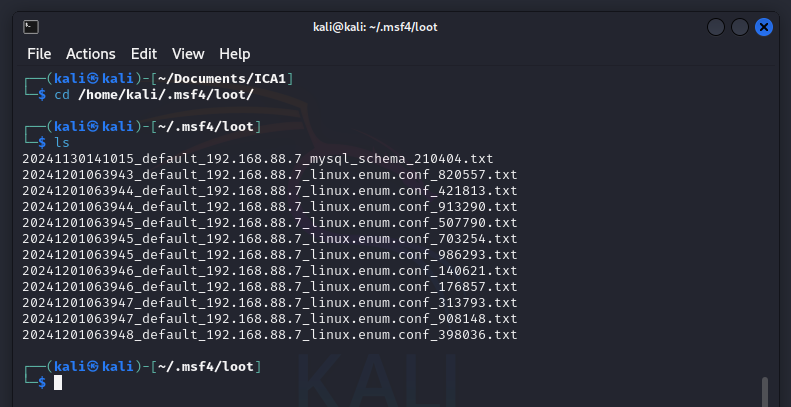 kali@kali: ~/.msf4/loot
File Actions Edit View Help
┌──(kali㉿kali)-[~/Documents/ICA1]
└─$ cd /home/kali/.msf4/loot/
┌──(kali㉿kali)-[~/.msf4/loot]
└─$ ls
20241130141015_default_192.168.88.7_mysql_schema_210404.txt
20241201063943_default_192.168.88.7_linux.enum.conf_820557.txt
20241201063944_default_192.168.88.7_linux.enum.conf_421813.txt
20241201063944_default_192.168.88.7_linux.enum.conf_913290.txt
20241201063945_default_192.168.88.7_linux.enum.conf_507790.txt
20241201063945_default_192.168.88.7_linux.enum.conf_703254.txt
20241201063945_default_192.168.88.7_linux.enum.conf_986293.txt
20241201063946_default_192.168.88.7_linux.enum.conf_140621.txt
20241201063946_default_192.168.88.7_linux.enum.conf_176857.txt
20241201063947_default_192.168.88.7_linux.enum.conf_313793.txt
20241201063947_default_192.168.88.7_linux.enum.conf_908148.txt
20241201063948_default_192.168.88.7_linux.enum.conf_398036.txt
┌──(kali㉿kali)-[~/.msf4/loot]
└─$
KALI